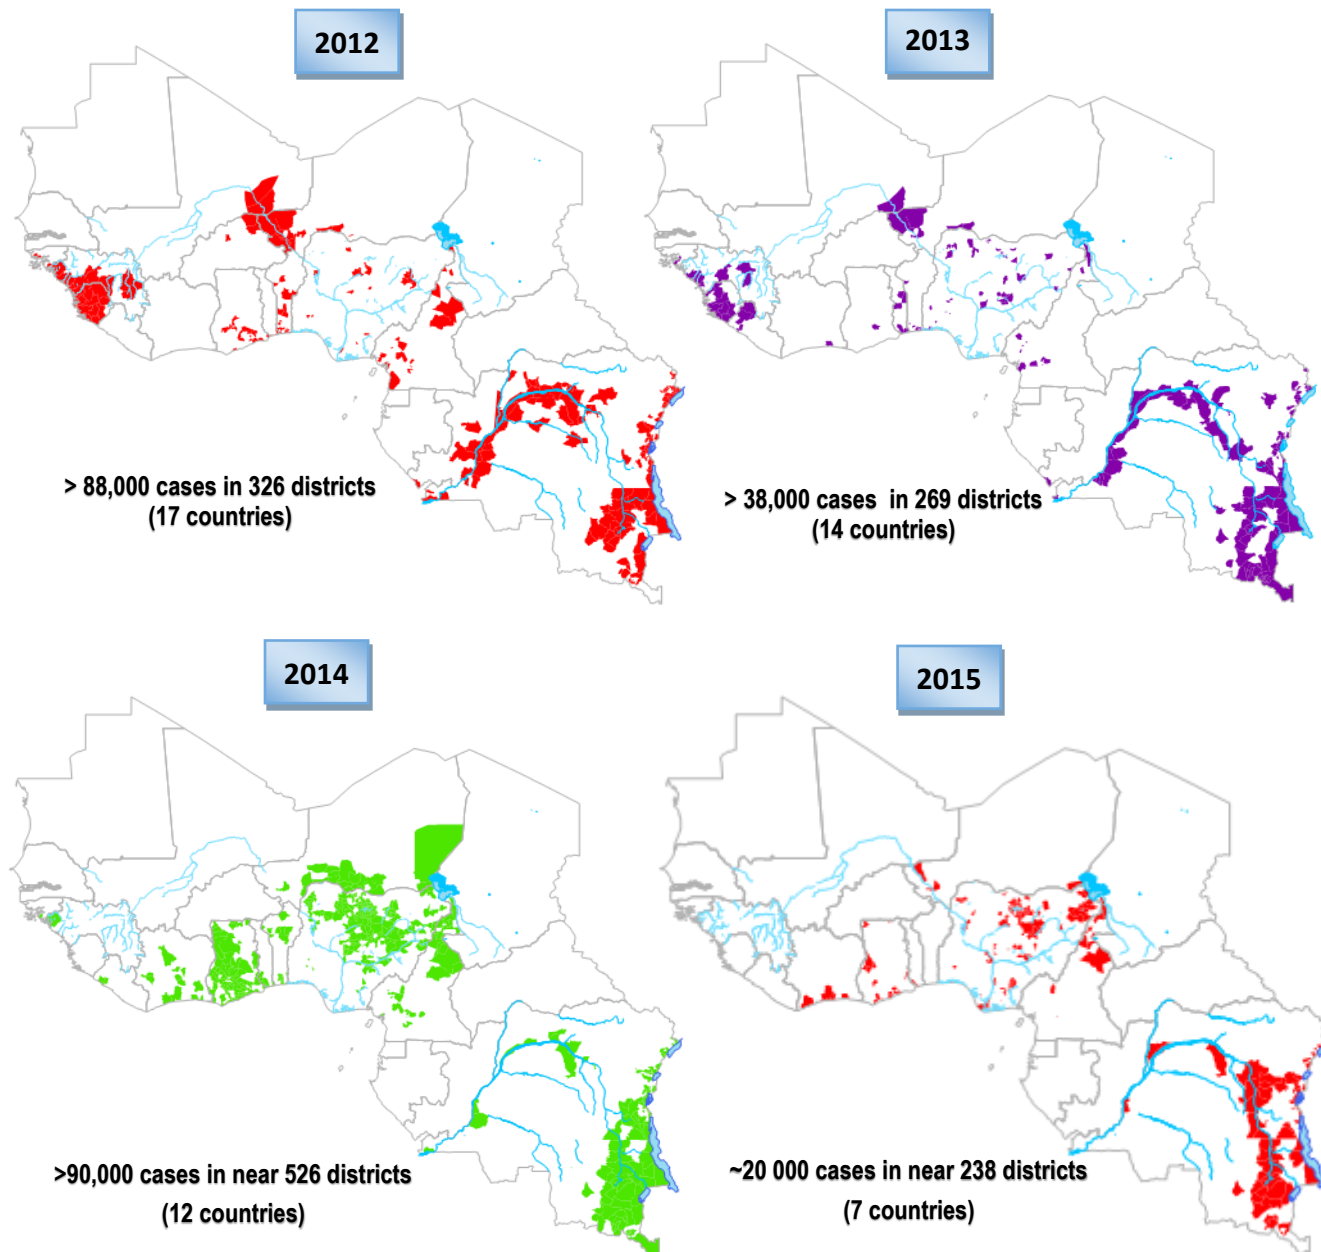 2012
2013
> 88,000 cases in 326 districts
(17 countries)
> 38,000 cases in 269 districts
(14 countries)
2014
2015
>90,000 cases in near 526 districts
(12 countries)
~20 000 cases in near 238 districts
(7 countries)